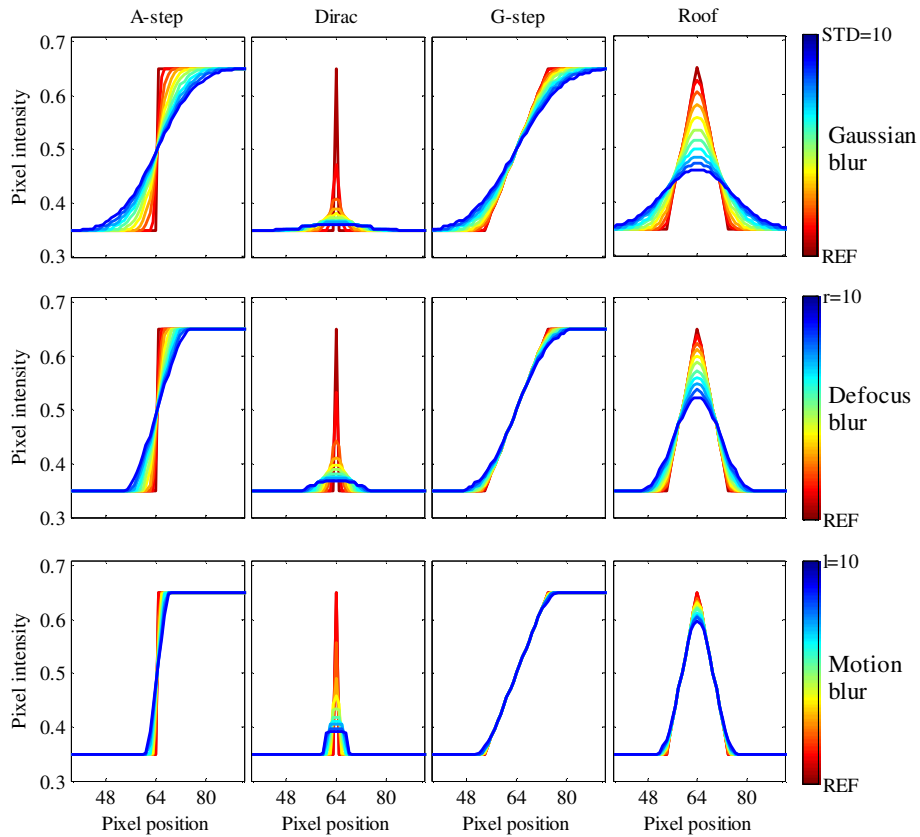 A-step Dirac G-step Roof
0.7
0.6
0.5
0.4
0.3
Pixel intensity
STD=10
Gaussian
blur
REF
0.7
0.6
0.5
0.4
0.3
Pixel intensity
r=10
Defocus
blur
REF
0.7
0.6
0.5
0.4
0.3
Pixel intensity
l=10
Motion
blur
REF
48 64 80 48 64 80 48 64 80 48 64 80
Pixel position Pixel position Pixel position Pixel position